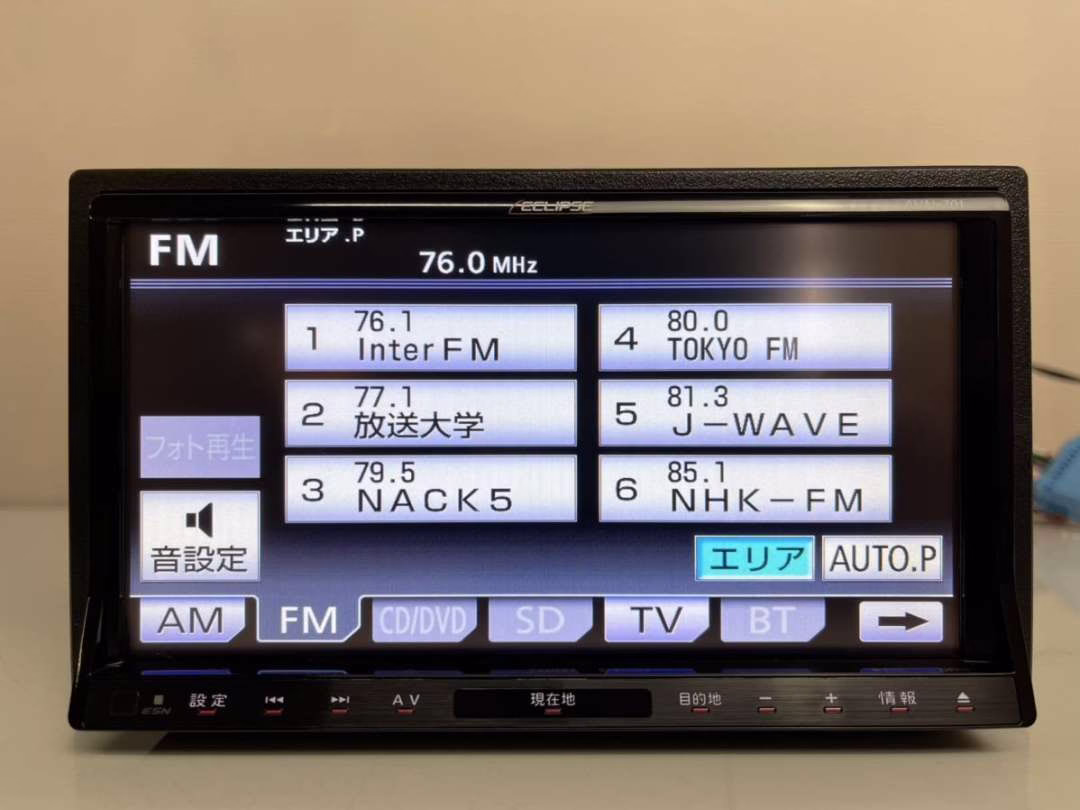 ECLIPSE
FM
エリア.P
76.0 MHz
1 76.1
InterFM
4 80.0
TOKYO FM
2 77.1
放送大学
5 81.3
J-WAVE
3 79.5
NACK5
6 85.1
NHK-FM
フォト再生
音設定
エリア
AUTO.P
AM
FM
CD/DVD
SD
TV
BT
ESN
設定
AV
現在地
目的地
−
+
情報